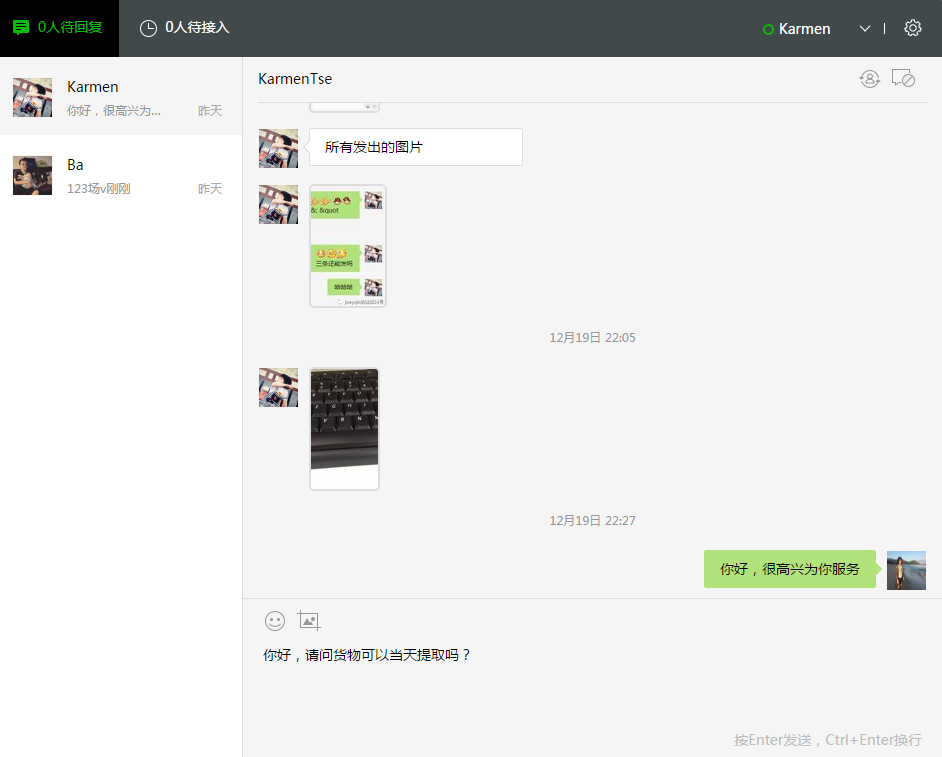 0人待回复
0人待接入
Karmen
Karmen
你好，很高兴为...
昨天
Ba
123场v刚刚
昨天
KarmenTse
所有发出的图片
&; &quot
三条还能发吗
哈哈哈
12月19日 22:05
12月19日 22:27
你好，很高兴为你服务
你好，请问货物可以当天提取吗？
按Enter发送，Ctrl+Enter换行